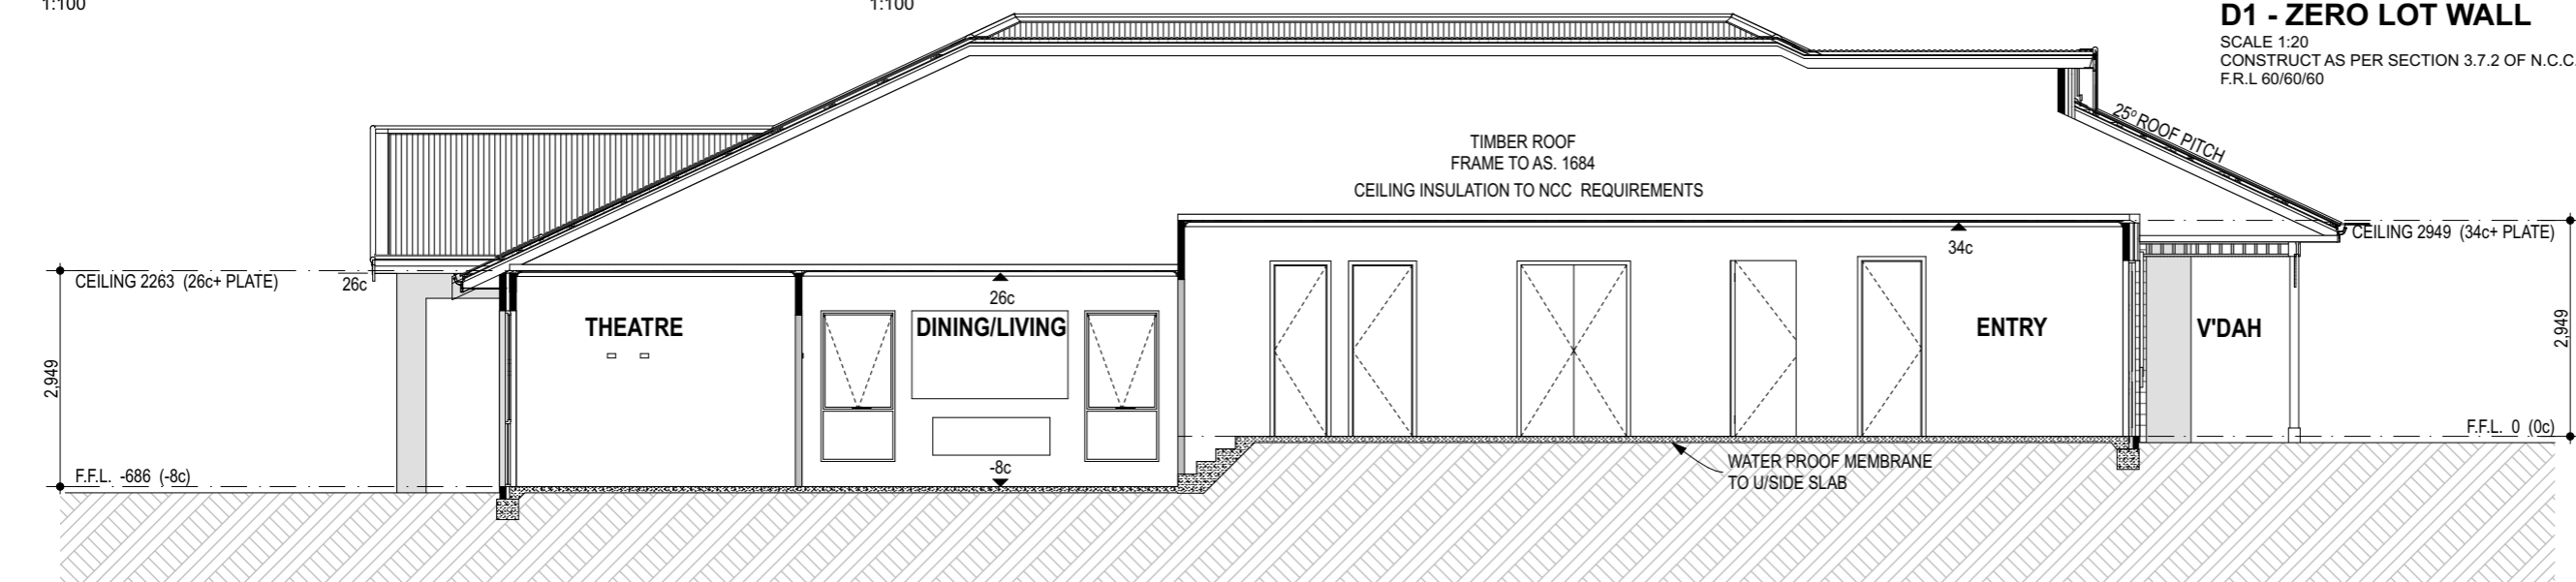 1:100
1:100
D1 - ZERO LOT WALL
SCALE 1:20
CONSTRUCT AS PER SECTION 3.7.2 OF N.C.C.
F.R.L 60/60/60
25° ROOF PITCH
TIMBER ROOF
FRAME TO AS. 1684
CEILING INSULATION TO NCC REQUIREMENTS
CEILING 2263 (26c+ PLATE)
26c
26c
34c
CEILING 2949 (34c+ PLATE)
THEATRE
DINING/LIVING
ENTRY
V'DAH
2,949
2,949
F.F.L. -686 (-8c)
-8c
WATER PROOF MEMBRANE
TO U/SIDE SLAB
F.F.L. 0 (0c)